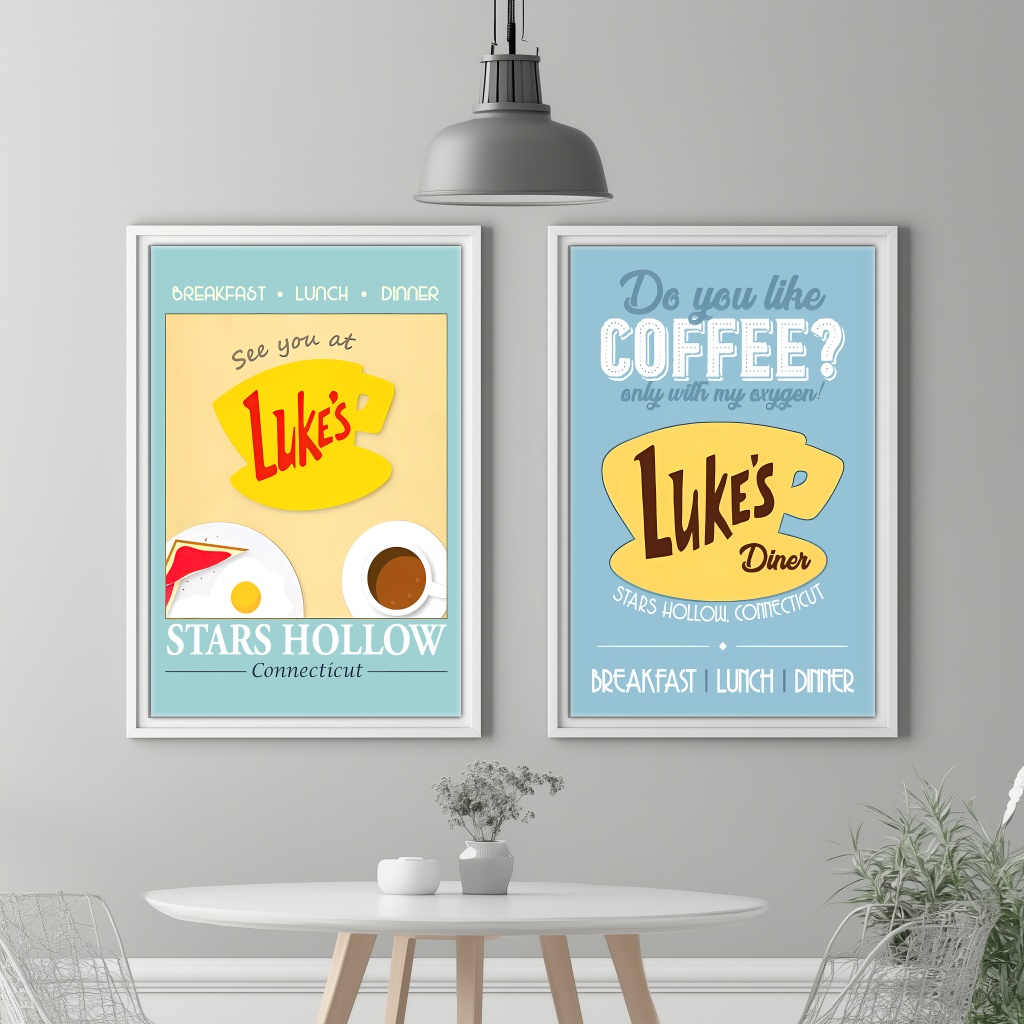 BREAKFAST • LUNCH • DINNER
See you at
LUKE'S
STARS HOLLOW
Connecticut
Do you like
COFFEE?
only with my oxygen!
LUKE'S
Diner
STARS HOLLOW, CONNECTICUT
BREAKFAST | LUNCH | DINNER